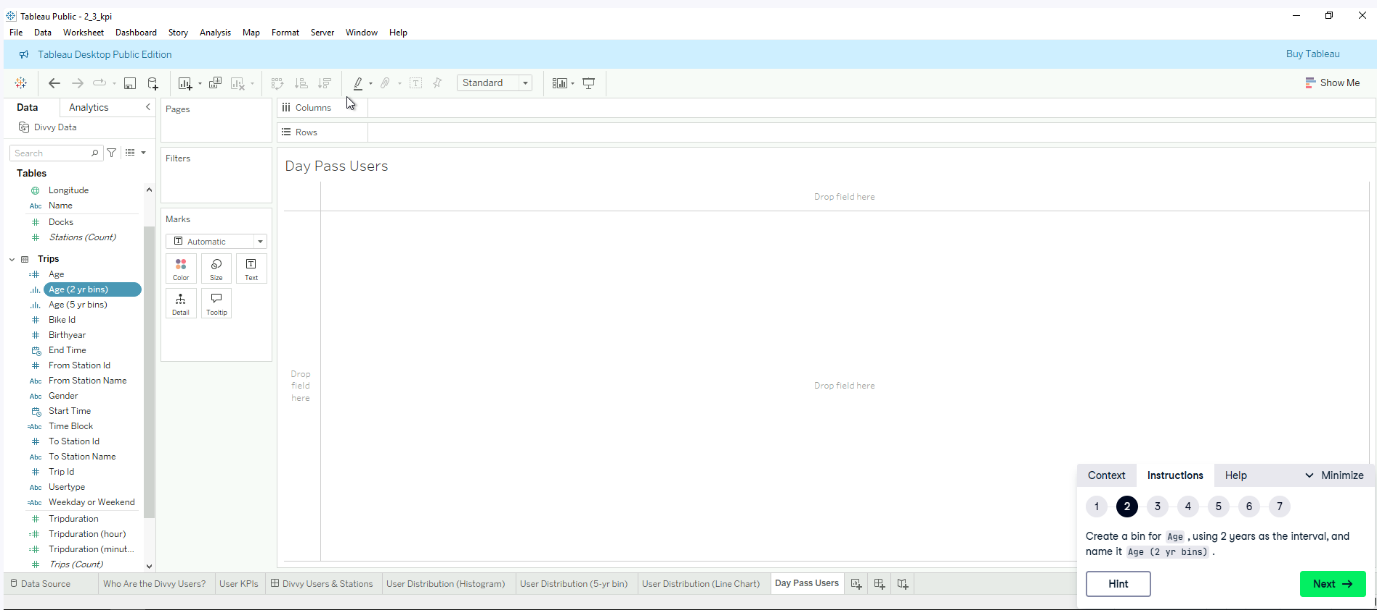 Tableau Public - 2_3_kpi
File Data Worksheet Dashboard Story Analysis Map Format Server Window Help
Tableau Desktop Public Edition
Buy Tableau
Standard
Show Me
Data
Analytics
Divvy Data
Search
Tables
Longitude
Abc Name
# Docks
# Stations (Count)
Trips
=# Age
Age (2 yr bins)
Age (5 yr bins)
# Bike Id
# Birthyear
End Time
# From Station Id
Abc From Station Name
Abc Gender
Start Time
=Abc Time Block
# To Station Id
Abc To Station Name
# Trip Id
Abc Usertype
=Abc Weekday or Weekend
# Tripduration
=# Tripduration (hour)
=# Tripduration (minut...
# Trips (Count)
Pages
Filters
Marks
T Automatic
Color
Size
Text
Detail
Tooltip
Columns
Rows
Day Pass Users
Drop field here
Drop
field
here
Drop field here
Context
Instructions
Help
Minimize
1 2 3 4 5 6 7
Create a bin for Age , using 2 years as the interval, and
name it Age (2 yr bins) .
Hint
Next →
Data Source
Who Are the Divvy Users?
User KPIs
Divvy Users & Stations
User Distribution (Histogram)
User Distribution (5-yr bin)
User Distribution (Line Chart)
Day Pass Users